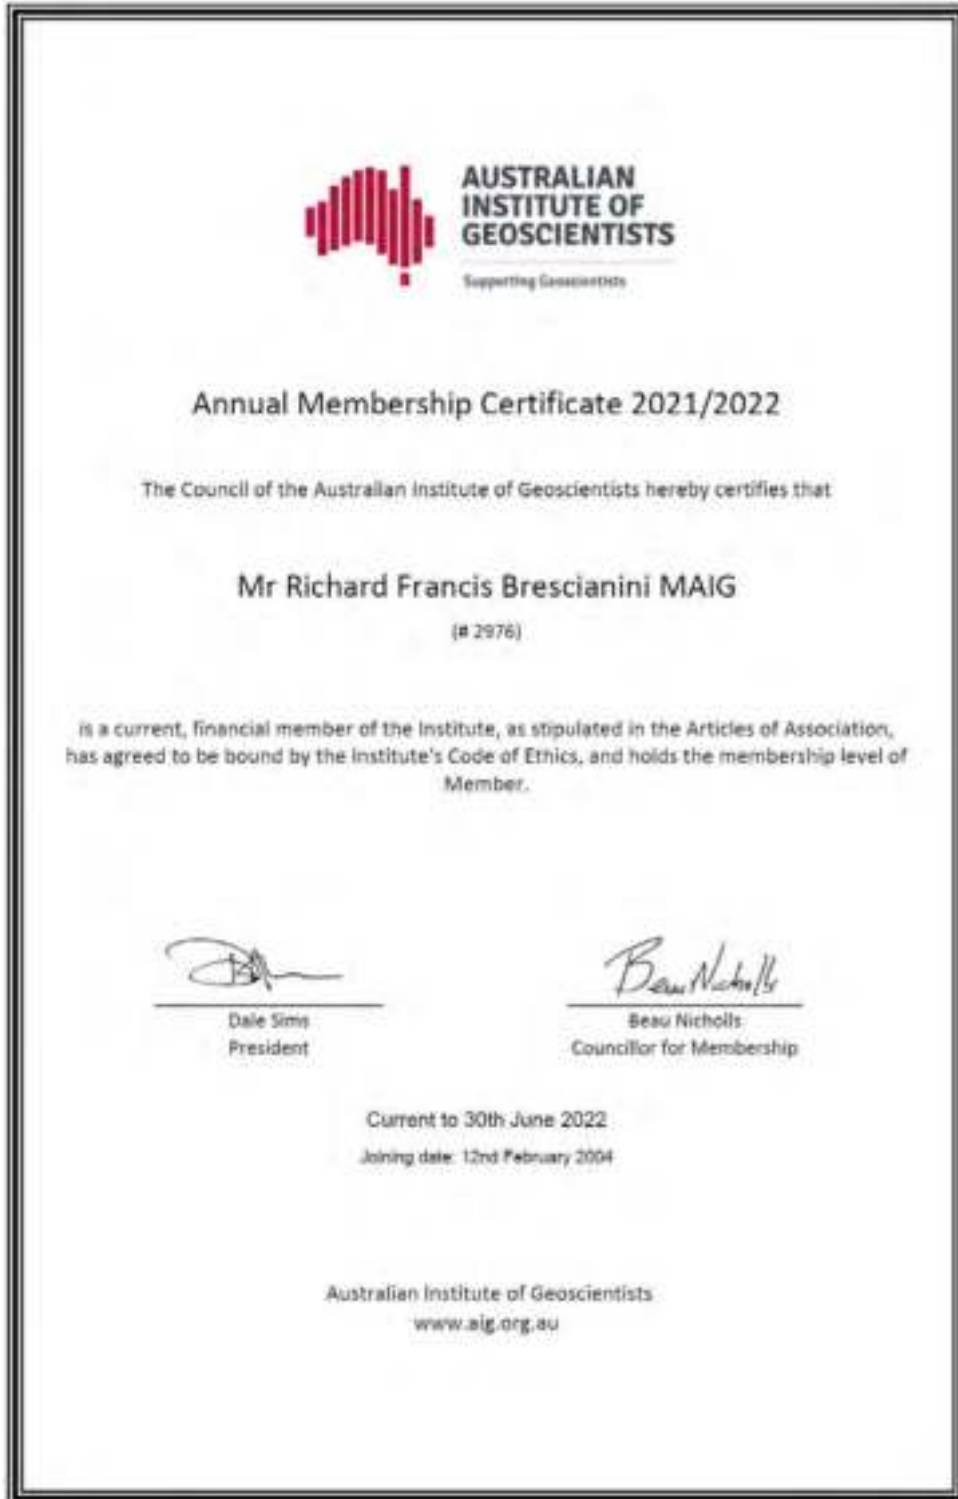 AUSTRALIAN
INSTITUTE OF
GEOSCIENTISTS
Supporting Geoscientists
Annual Membership Certificate 2021/2022
The Council of the Australian Institute of Geoscientists hereby certifies that
Mr Richard Francis Brescianini MAIG
(# 2976)
is a current, financial member of the Institute, as stipulated in the Articles of Association,
has agreed to be bound by the Institute's Code of Ethics, and holds the membership level of
Member.
Beau Nicholls
Dale Sims
President
Beau Nicholls
Councillor for Membership
Current to 30th June 2022
Joining date: 12nd February 2004
Australian Institute of Geoscientists
www.aig.org.au